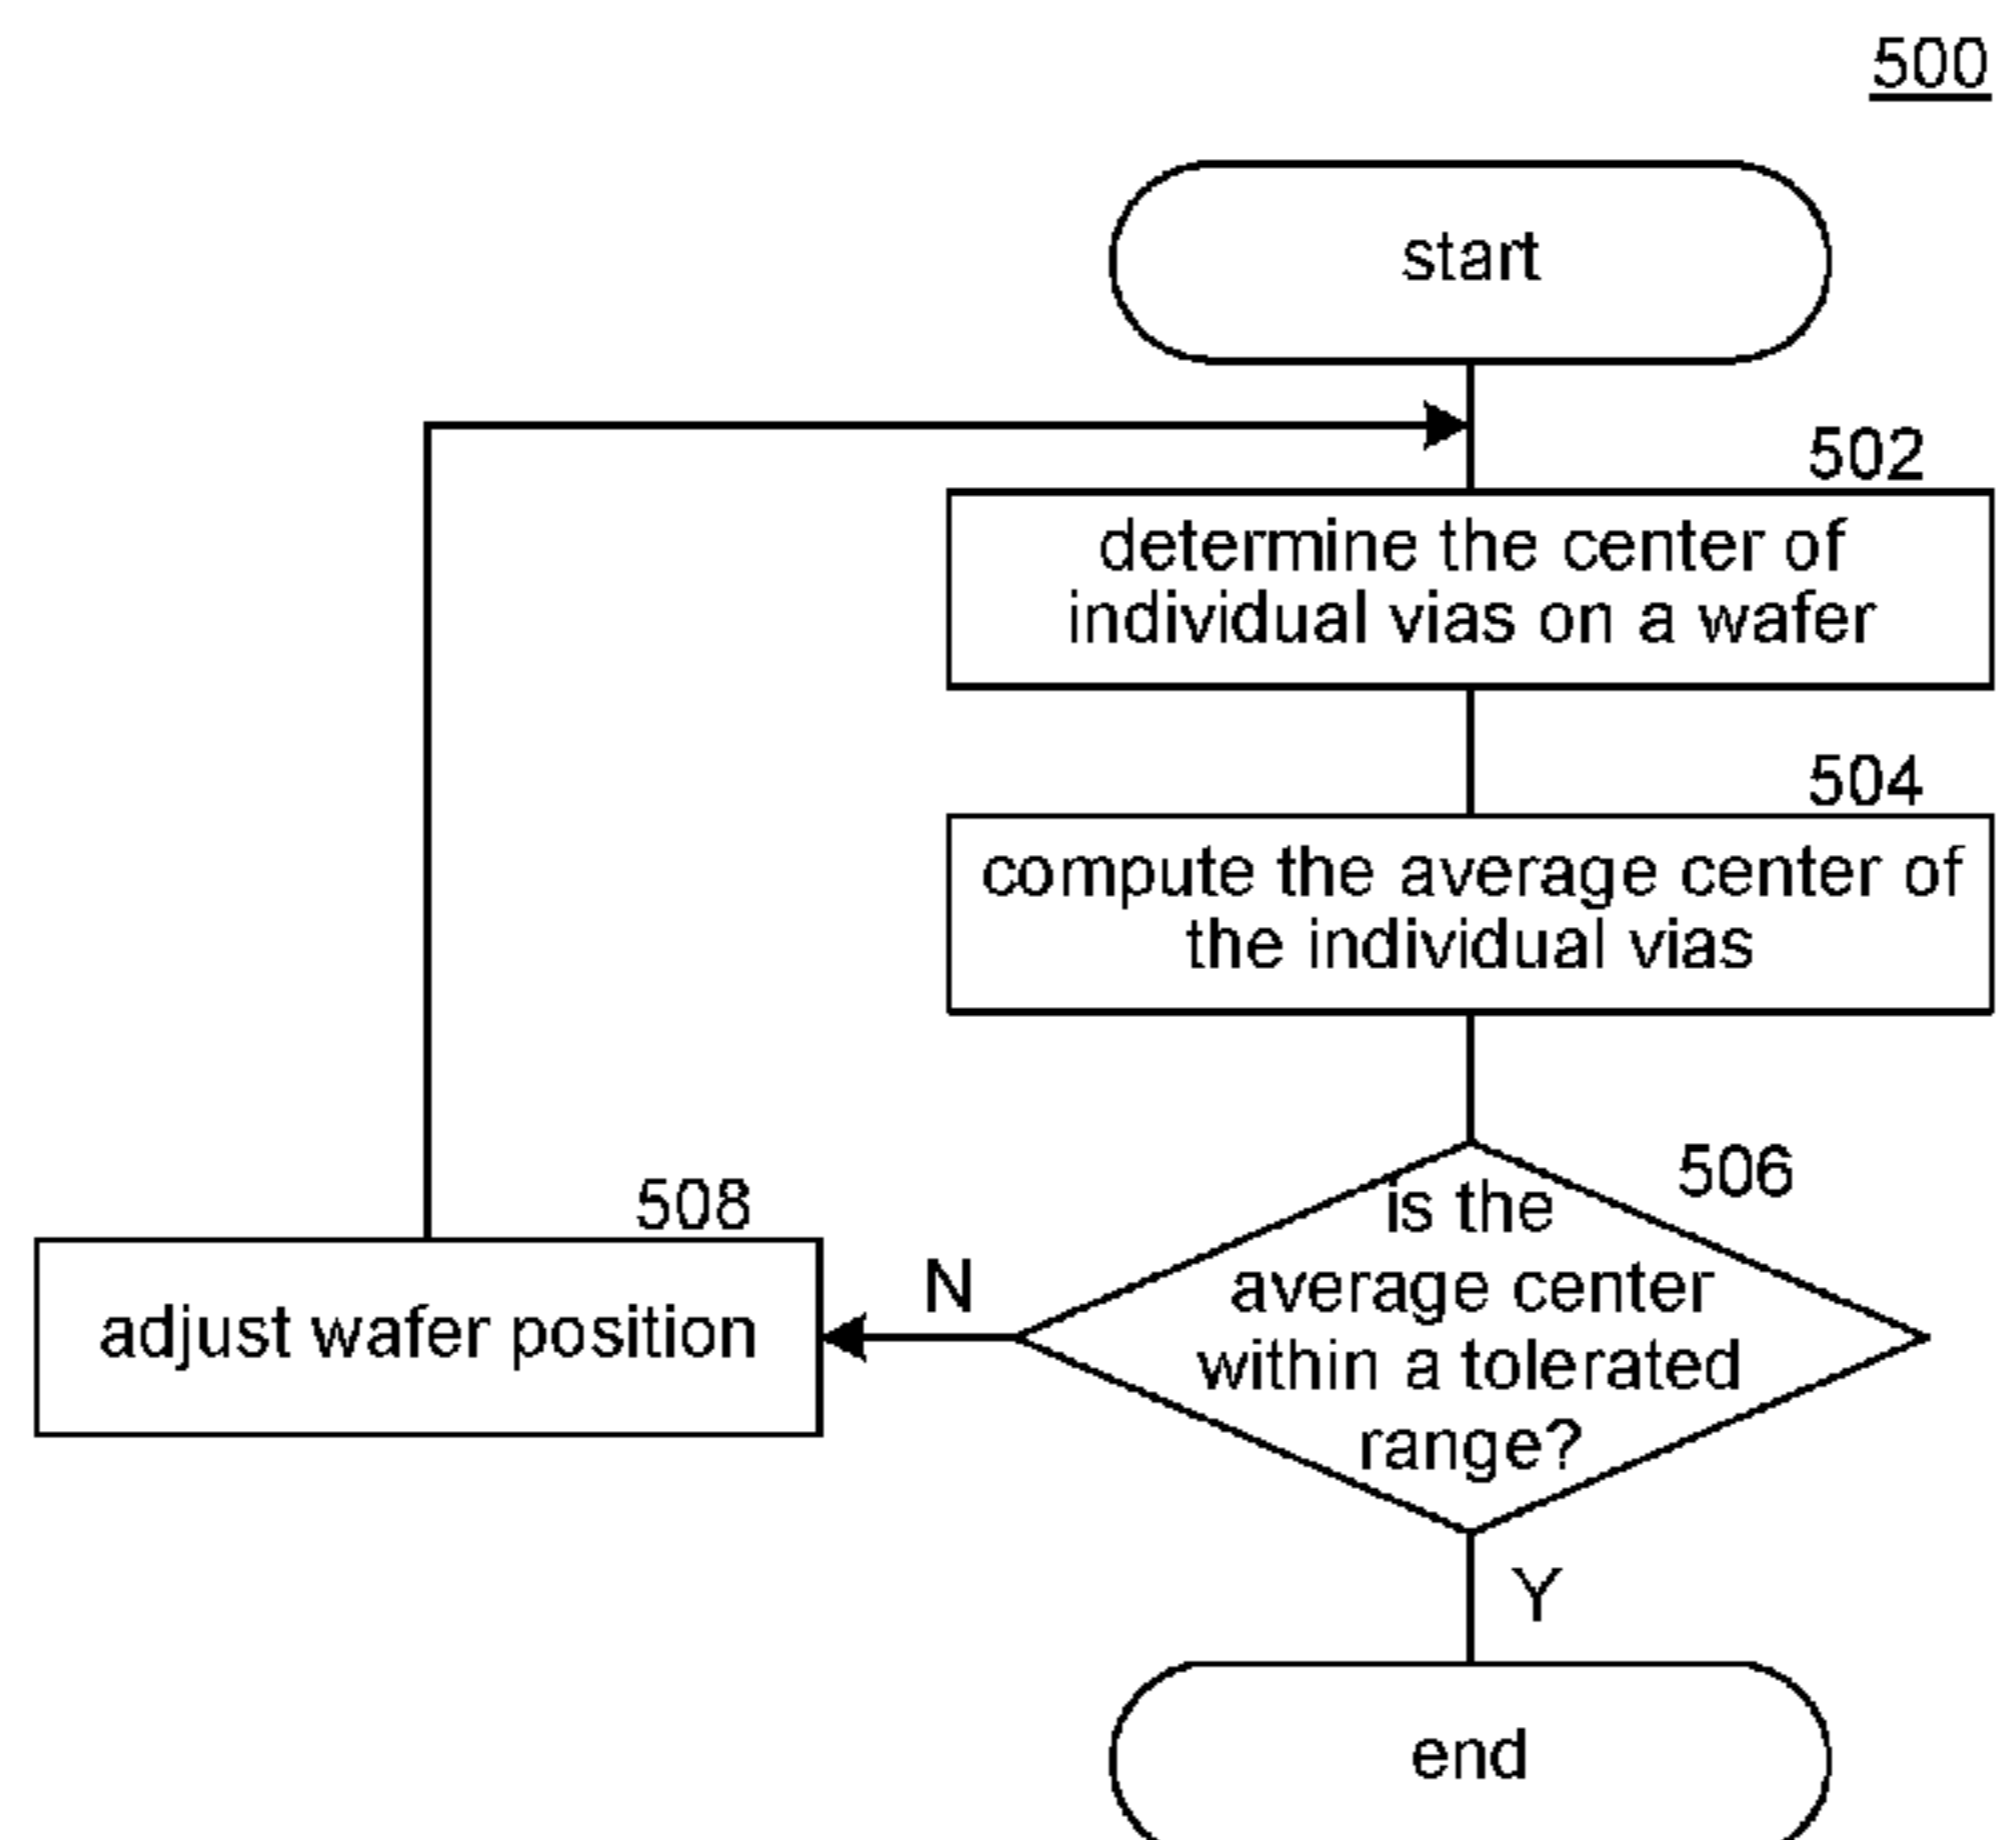 500
start
502
determine the center of
individual vias on a wafer
504
compute the average center of
the individual vias
506
is the
average center
within a tolerated
range?
N
508
adjust wafer position
Y
end